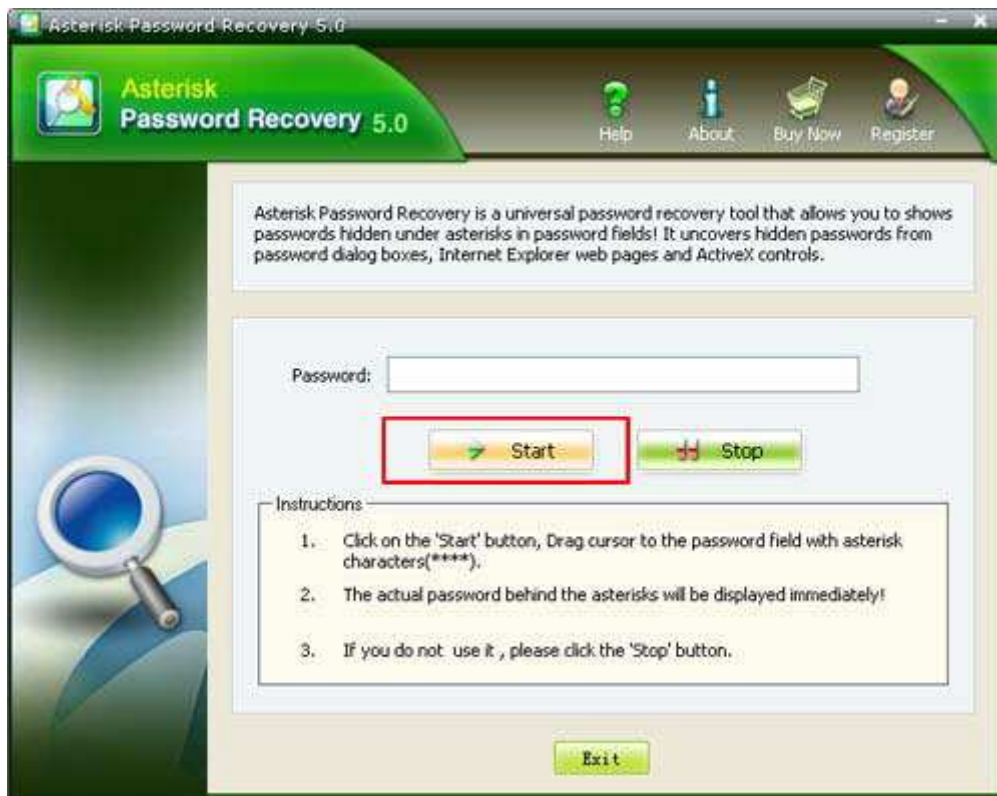 Asterisk Password Recovery 5.0
Asterisk
Password Recovery 5.0
Help
About
Buy Now
Register
Asterisk Password Recovery is a universal password recovery tool that allows you to shows
passwords hidden under asterisks in password fields! It uncovers hidden passwords from
password dialog boxes, Internet Explorer web pages and ActiveX controls.
Password:
Start
Stop
Instructions
1. Click on the 'Start' button, Drag cursor to the password field with asterisk
characters(****).
2. The actual password behind the asterisks will be displayed immediately!
3. If you do not use it , please click the 'Stop' button.
Exit